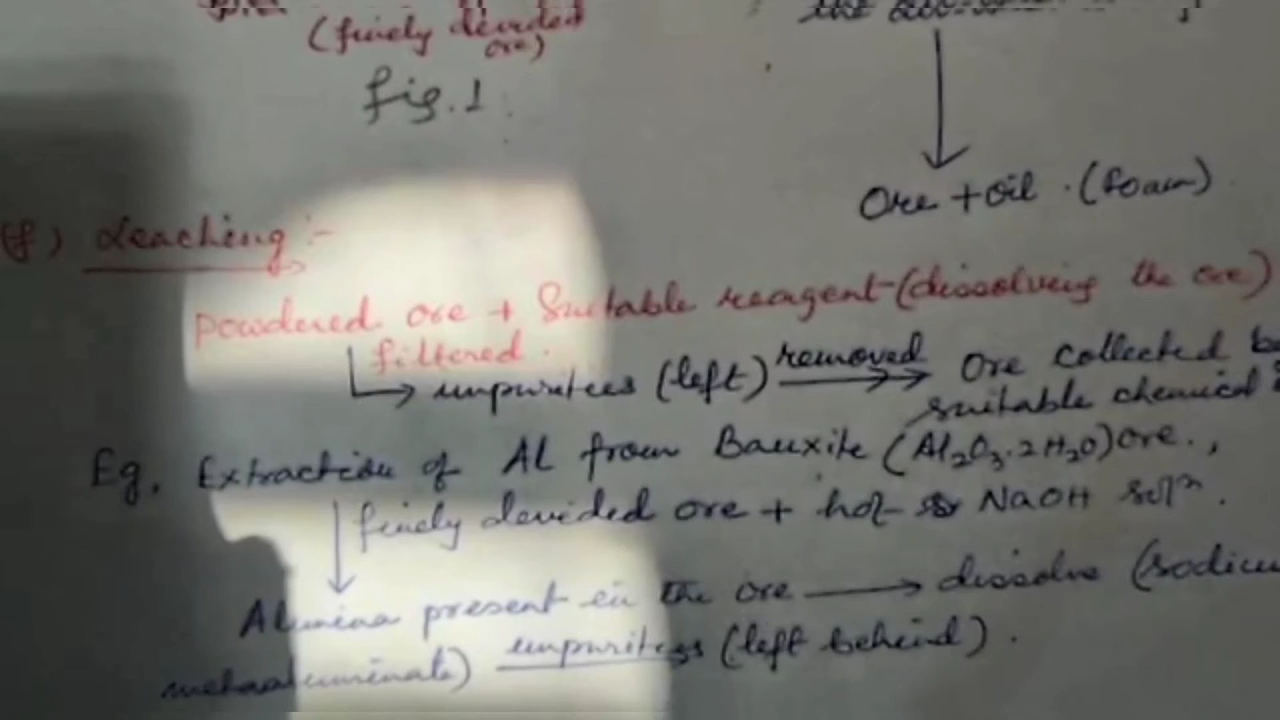 (finely devided
ore)
fig. 1
Ore + oil . (foam)
(f) Leaching :-
powdered ore + Suitable reagent - (dissolving the ore)
filtered .
impuritees (left) removed Ore collected
suitable chemical
Eg. Extraction of Al from Bauxite (Al₂O₃.2H₂O) ore.,
finely devided ore + hot NaOH solⁿ .
Alumina present in the ore → dissolve (sodium
metaaluminate) impurities (left behind) .